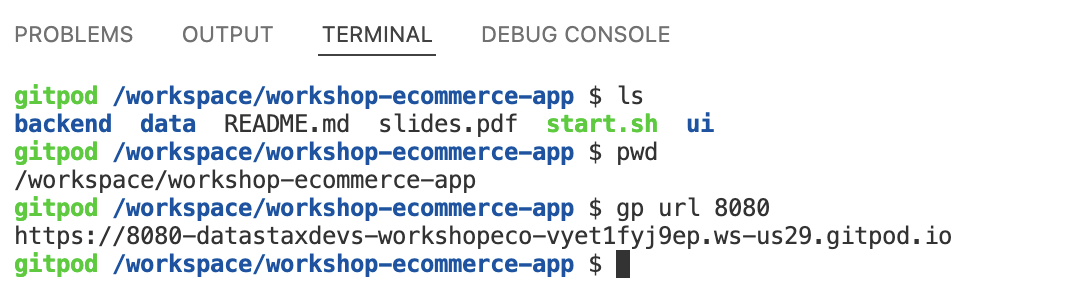 PROBLEMS OUTPUT TERMINAL DEBUG CONSOLE
gitpod /workspace/workshop-ecommerce-app $ ls
backend data README.md slides.pdf start.sh ui
gitpod /workspace/workshop-ecommerce-app $ pwd
/workspace/workshop-ecommerce-app
gitpod /workspace/workshop-ecommerce-app $ gp url 8080
https://8080-datastaxdevs-workshopeco-vyet1fyj9ep.ws-us29.gitpod.io
gitpod /workspace/workshop-ecommerce-app $